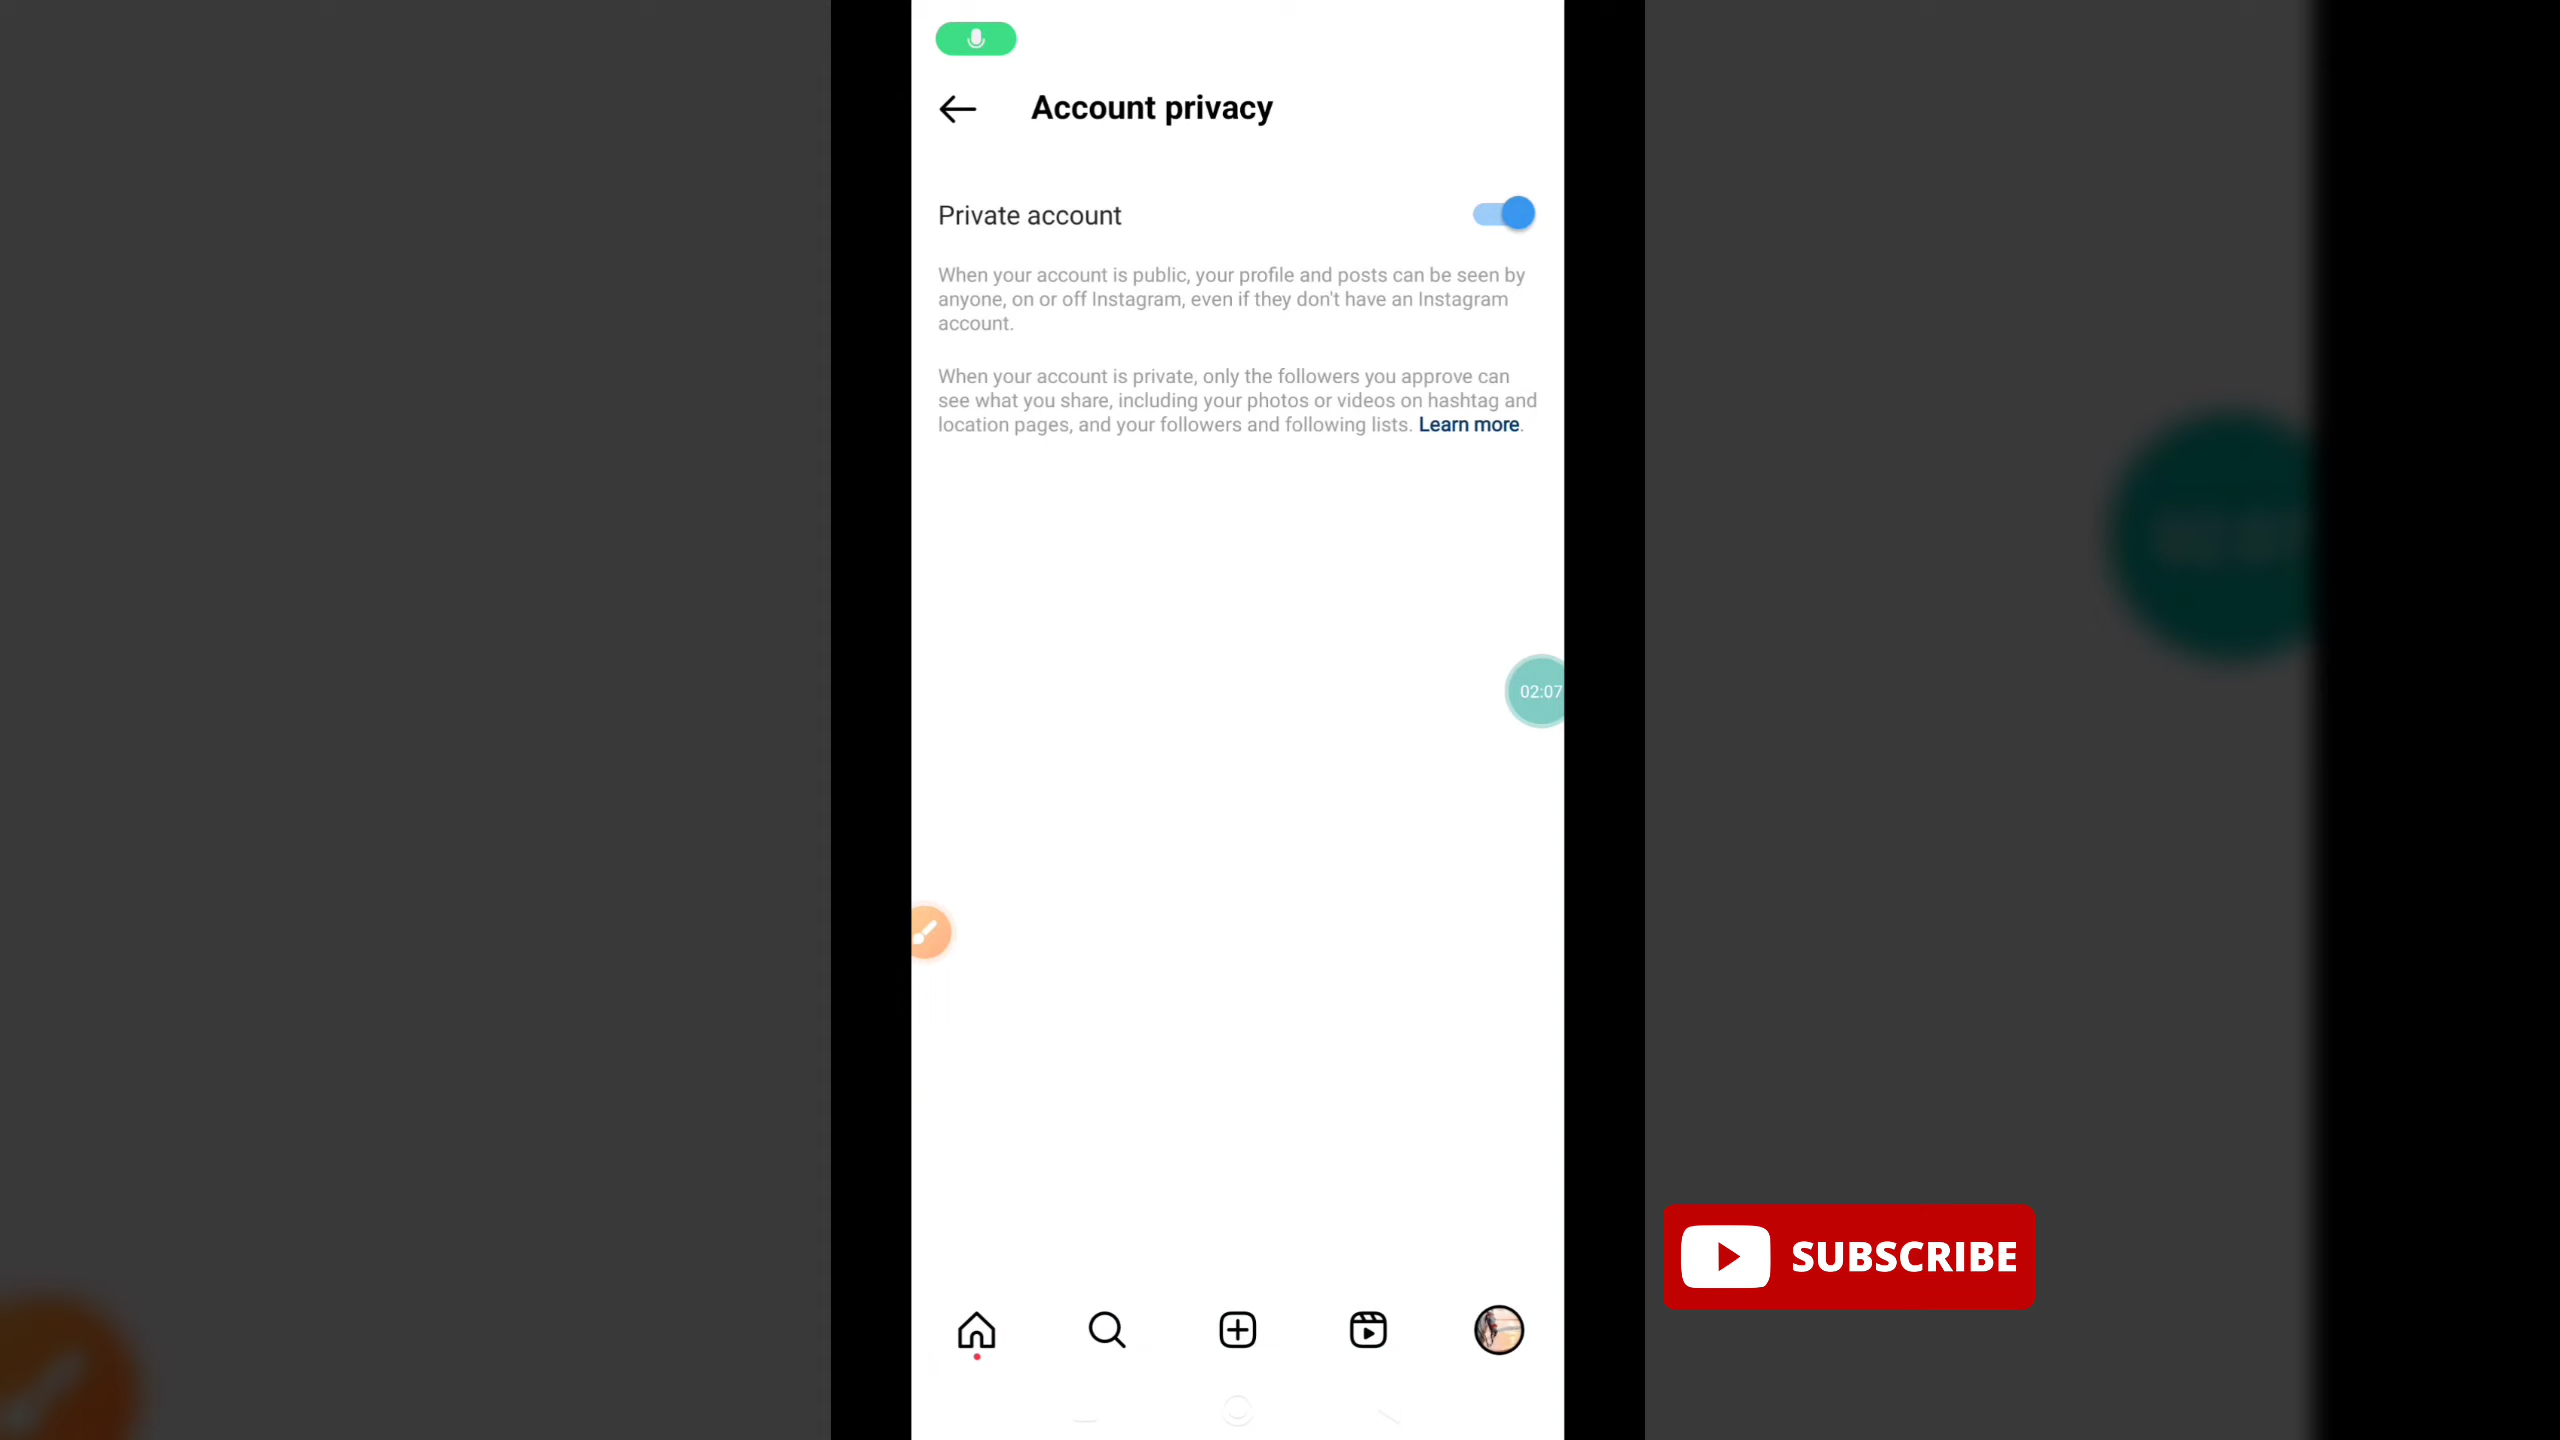 Account privacy
Private account
When your account is public, your profile and posts can be seen by
anyone, on or off Instagram, even if they don't have an Instagram
account.
When your account is private, only the followers you approve can
see what you share, including your photos or videos on hashtag and
location pages, and your followers and following lists. Learn more.
02:07
SUBSCRIBE